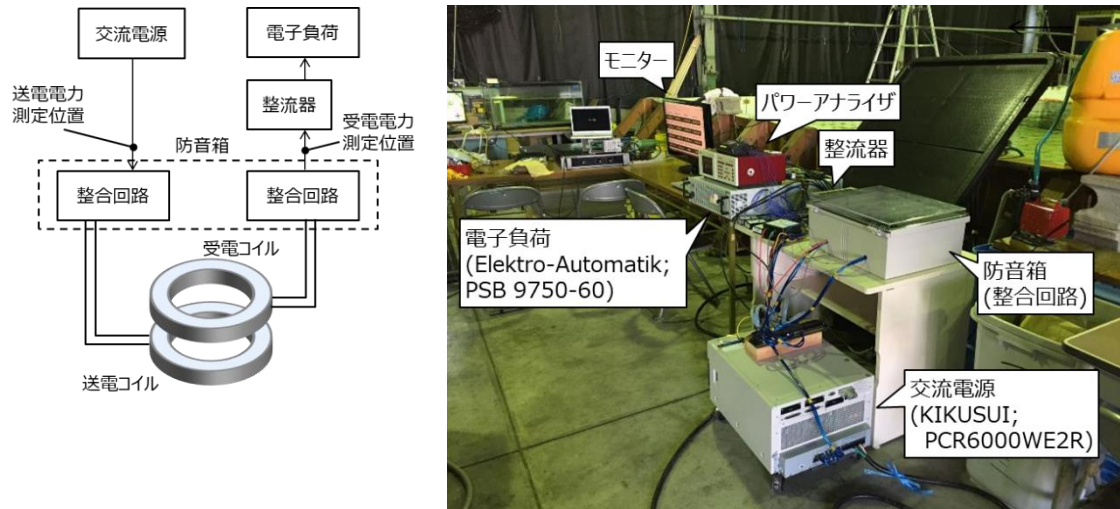 交流電源
電子負荷
送電電力
測定位置
整流器
受電電力
測定位置
防音箱
整合回路
整合回路
受電コイル
送電コイル
モニター
パワーアナライザ
整流器
電子負荷
(Elektro-Automatik;
PSB 9750-60)
防音箱
(整合回路)
交流電源
(KIKUSUI;
PCR6000WE2R)